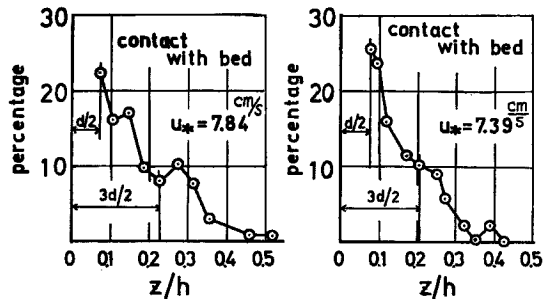 30
20
10
percentage
contact
with bed
u* = 7.84 cm/s
d/2
3d/2
0 0.1 0.2 0.3 0.4 0.5
z/h
30
20
10
percentage
contact
with bed
u* = 7.39 cm/s
d/2
3d/2
0 0.1 0.2 0.3 0.4 0.5
z/h